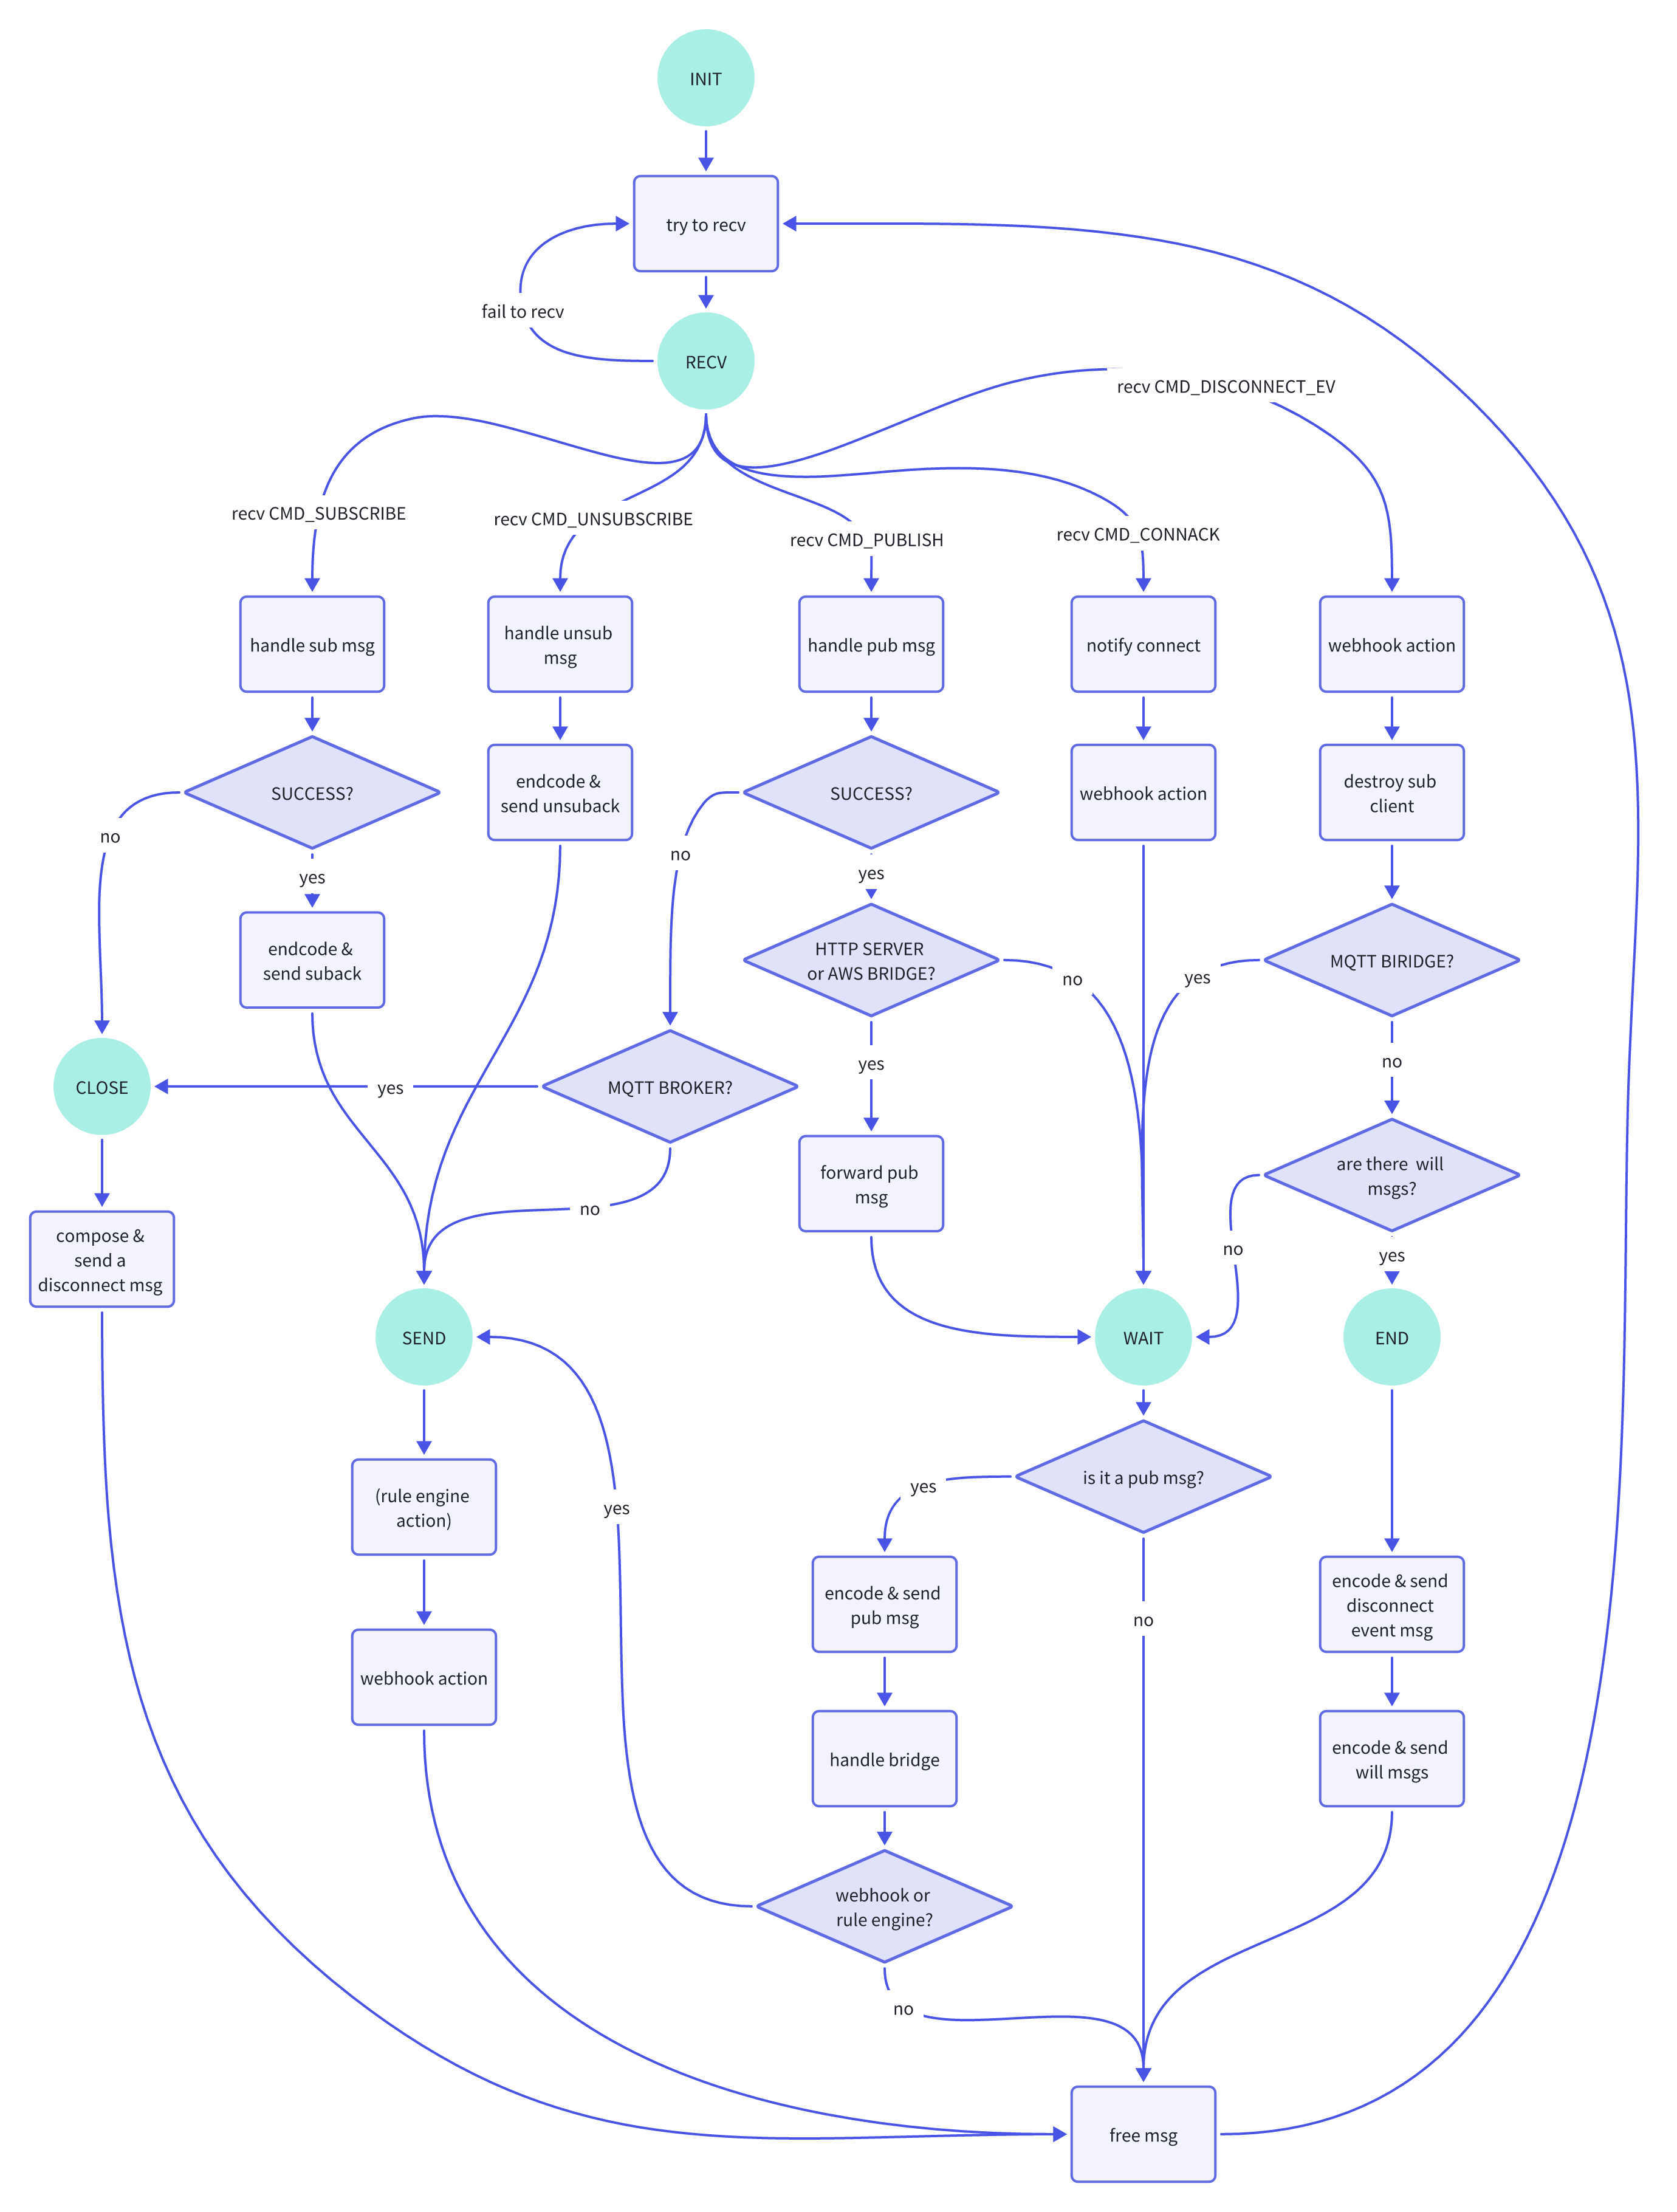 INIT
try to recv
fail to recv
RECV
recv CMD_DISCONNECT_EV
recv CMD_SUBSCRIBE
recv CMD_UNSUBSCRIBE
recv CMD_PUBLISH
recv CMD_CONNACK
handle sub msg
handle unsub
msg
handle pub msg
notify connect
webhook action
SUCCESS?
endcode &
send unsuback
SUCCESS?
webhook action
destroy sub
client
no
yes
no
yes
endcode &
send suback
HTTP SERVER
or AWS BRIDGE?
no
yes
MQTT BIRIDGE?
CLOSE
yes
MQTT BROKER?
yes
no
compose &
send a
disconnect msg
no
forward pub
msg
are there  will
msgs?
no
yes
SEND
WAIT
END
(rule engine
action)
yes
yes
is it a pub msg?
webhook action
encode & send
pub msg
no
encode & send
disconnect
event msg
handle bridge
encode & send
will msgs
webhook or
rule engine?
no
free msg